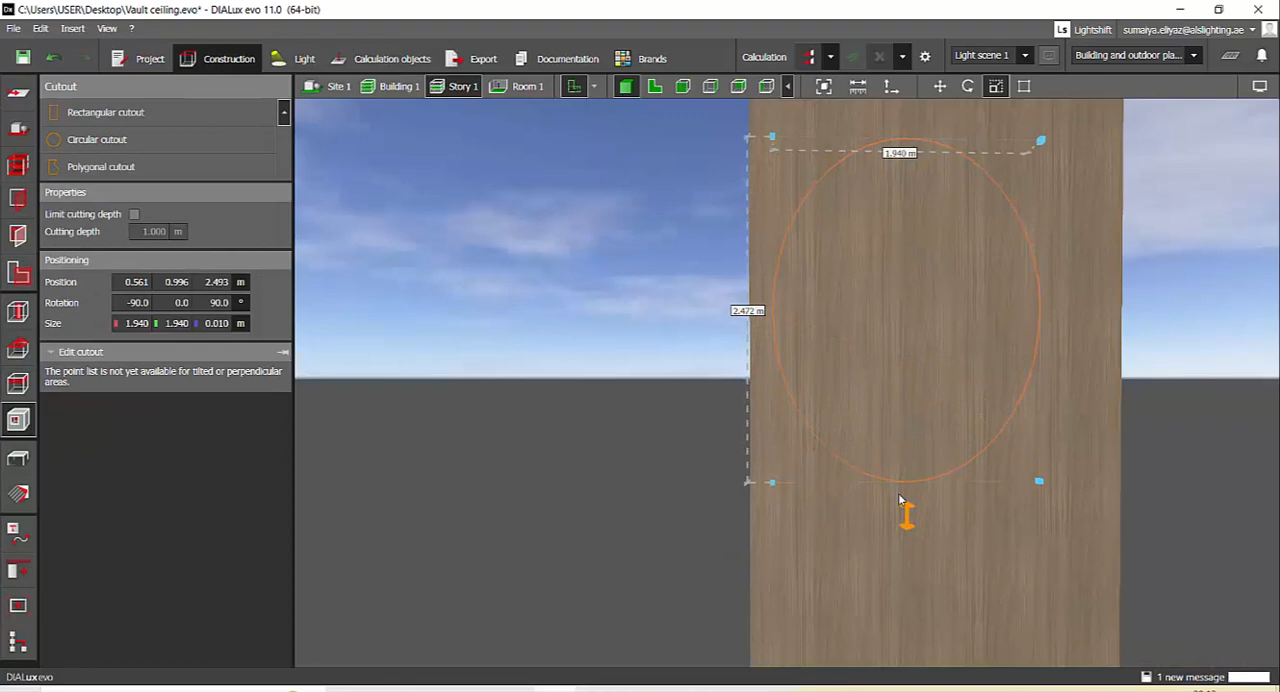 C:\Users\USER\Desktop\Vault ceiling.evo* - DIALux evo 11.0 (64-bit)
File Edit Insert View ?
Ls Lightshift sumaiya.eliyaz@alslighting.ae
Project Construction Light Calculation objects Export Documentation Brands Calculation Light scene 1 Building and outdoor pla...
Cutout
Site 1 Building 1 Story 1 Room 1
Rectangular cutout
Circular cutout
Polygonal cutout
Properties
Limit cutting depth
Cutting depth 1.000 m
Positioning
Position 0.561 0.996 2.493 m
Rotation -90.0 0.0 90.0 °
Size 1.940 1.940 0.010 m
Edit cutout
The point list is not yet available for tilted or perpendicular
areas.
1.940 m
2.472 m
DIALux evo
1 new message